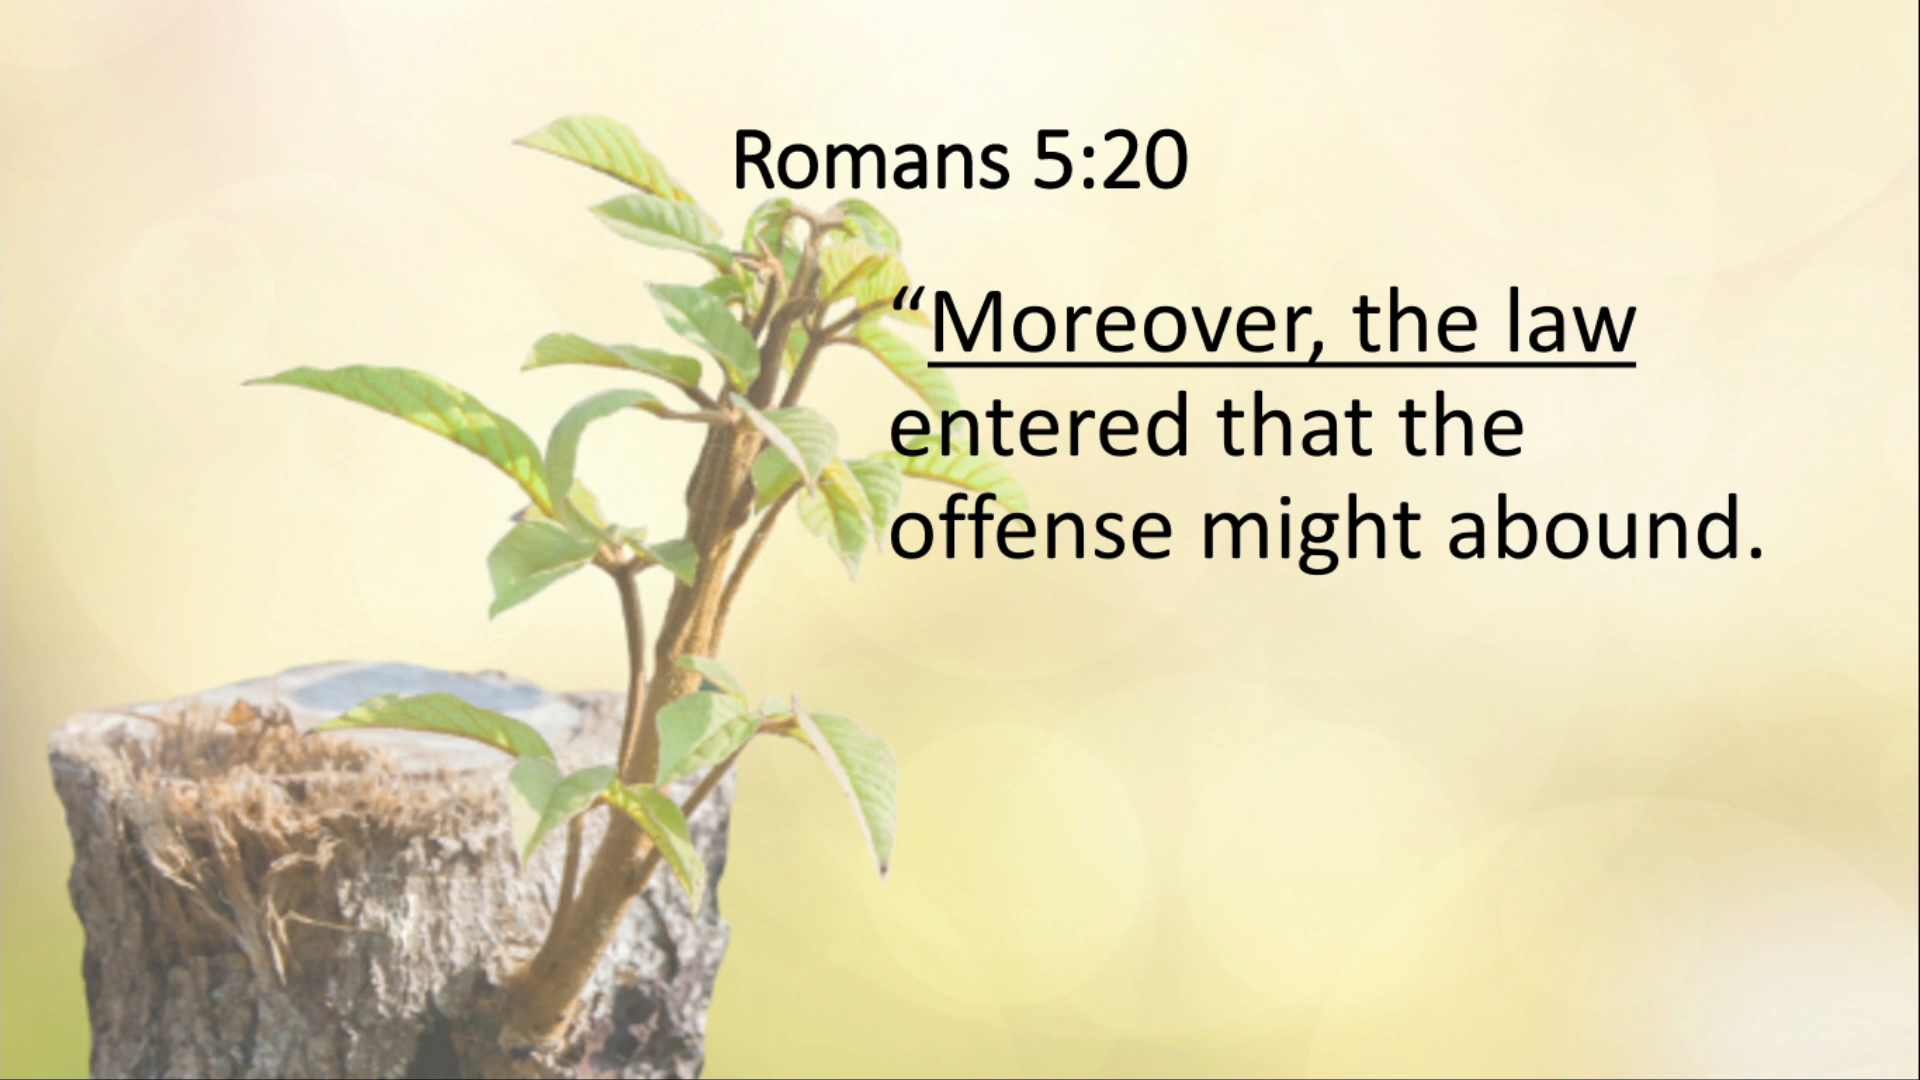 Romans 5:20
“Moreover, the law
entered that the
offense might abound.